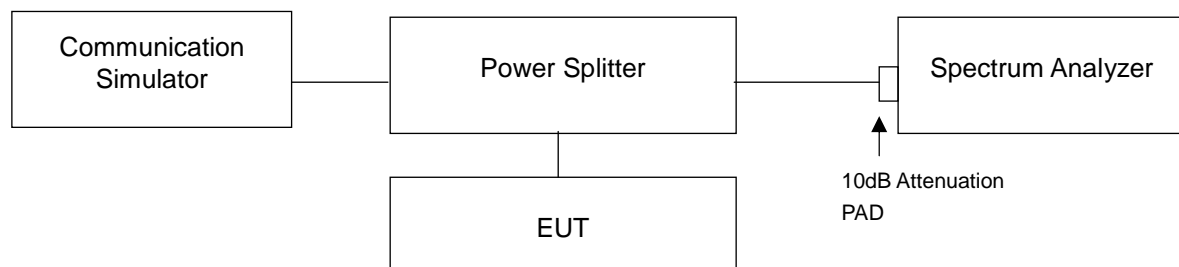 Communication
Simulator
Power Splitter
Spectrum Analyzer
10dB Attenuation
PAD
EUT